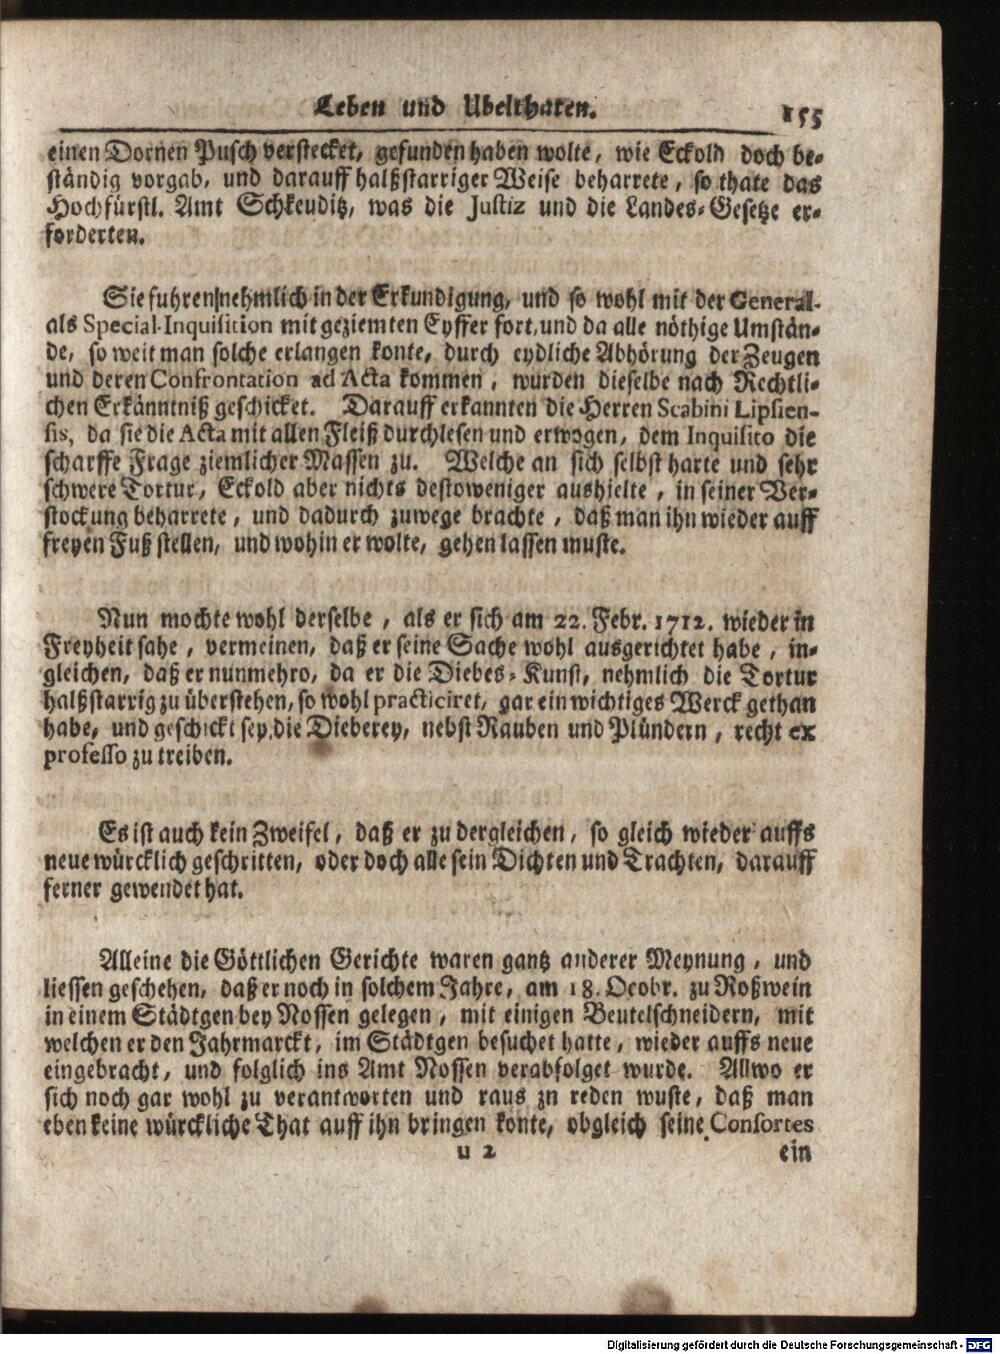 Leben und Ubelthaten. 155
einen Dornen Pusch verstecket, gefunden haben wolte, wie Eckold doch be-
ständig vorgab, und darauff halßstarriger Weise beharrete, so thate das
Hochfürstl. Amt Schkeuditz, was die Justiz und die Landes-Gesetze er-
forderten.
Sie fuhren nehmlich in der Erkundigung, und so wohl mit der General-
als Special-Inquisition mit geziemten Eyffer fort, und da alle nöthige Umstän-
de, so weit man solche erlangen konte, durch eydliche Abhörung der Zeugen
und deren Confrontation ad Acta kommen, wurden dieselbe nach Rechtli-
chen Erkänntniß geschicket. Darauff erkannten die Herren Scabini Lipsien-
sis, da sie die Acta mit allen Fleiß durchlesen und erwogen, dem Inquisito die
scharffe Frage ziemlicher Massen zu. Welche an sich selbst harte und sehr
schwere Tortur, Eckold aber nichts destoweniger aushielte, in seiner Ver-
stockung beharrete, und dadurch zuwege brachte, daß man ihn wieder auff
freyen Fuß stellen, und wohin er wolte, gehen lassen muste.
Nun mochte wohl derselbe, als er sich am 22. Febr. 1712. wieder in
Freyheit sahe, vermeinen, daß er seine Sache wohl ausgerichtet habe, in-
gleichen, daß er nunmehro, da er die Diebes-Kunst, nehmlich die Tortur
halßstarrig zu überstehen, so wohl practiciret, gar ein wichtiges Werck gethan
habe, und geschickt sey, die Dieberey, nebst Rauben und Plündern, recht ex
professo zu treiben.
Es ist auch kein Zweifel, daß er zu dergleichen, so gleich wieder auffs
neue würcklich geschritten, oder doch alle sein Dichten und Trachten, darauff
ferner gewendet hat.
Alleine die Göttlichen Gerichte waren gantz anderer Meynung, und
liessen geschehen, daß er noch in solchem Jahre, am 18. Ocobr. zu Roßwein
in einem Städtgen bey Nossen gelegen, mit einigen Beutelschneidern, mit
welchen er den Jahrmarckt, im Städtgen besuchet hatte, wieder auffs neue
eingebracht, und folglich ins Amt Nossen verabfolget wurde. Allwo er
sich noch gar wohl zu verantworten und raus zn reden wuste, daß man
eben keine würckliche That auff ihn bringen konte, obgleich seine Consortes
u 2 ein
Digitalisierung gefördert durch die Deutsche Forschungsgemeinschaft - DFG